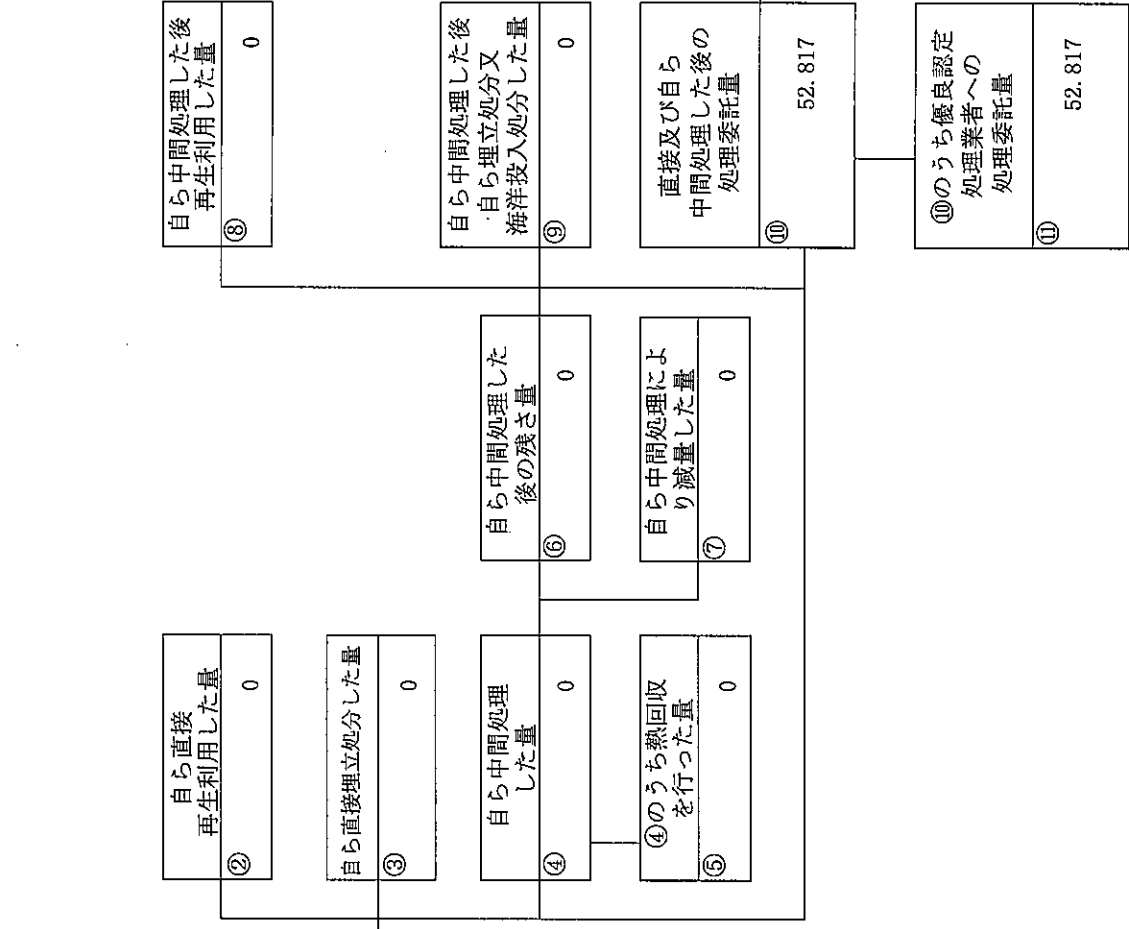 自ら直接
再生利用した量
② 0
自ら直接埋立処分した量
③ 0
自ら中間処理
した量
④ 0
④のうち熱回収
を行った量
⑤ 0
自ら中間処理した
後の残さ量
⑥ 0
自ら中間処理によ
り減量した量
⑦ 0
自ら中間処理した後
再生利用した量
⑧ 0
自ら中間処理した後
自ら埋立処分又
海洋投入処分した量
⑨ 0
直接及び自ら
中間処理した後の
処理委託量
⑩ 52.817
⑩のうち優良認定
処理業者への
処理委託量
⑪ 52.817